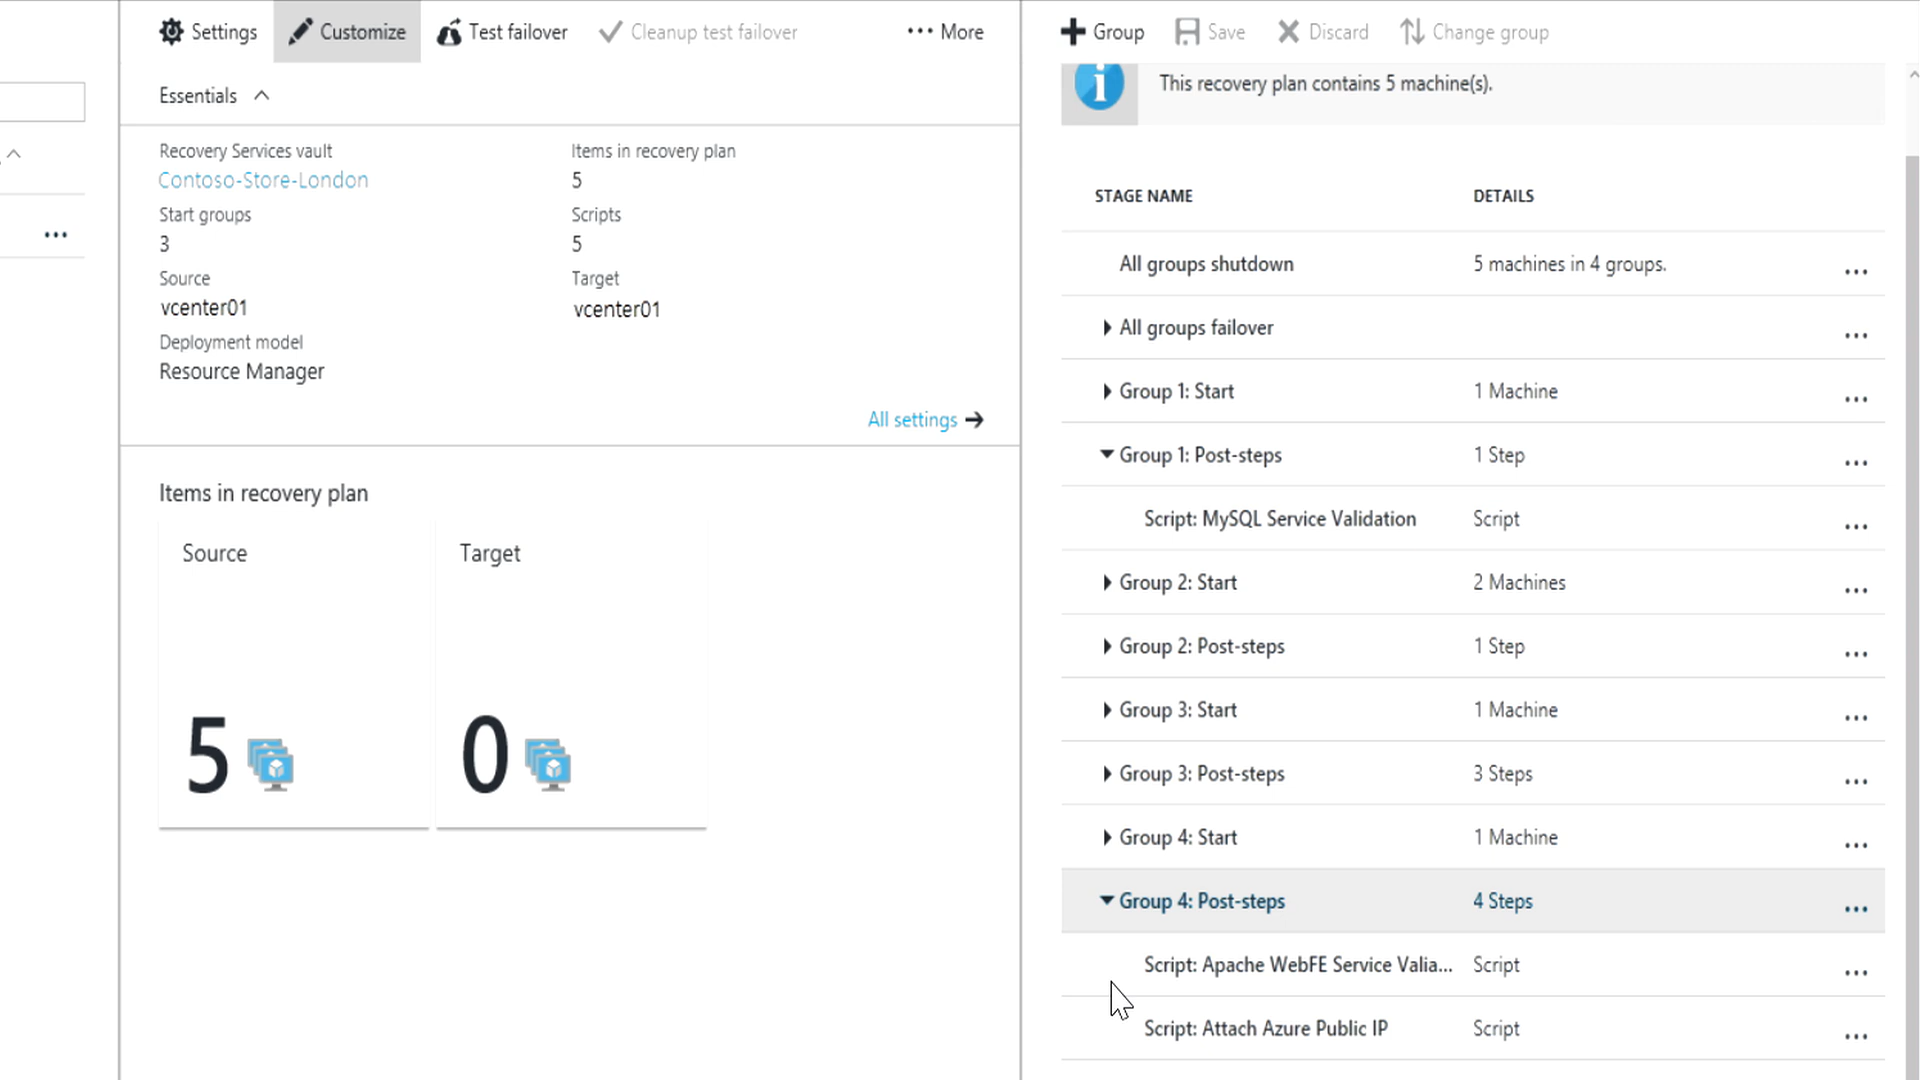 Settings
Customize
Test failover
Cleanup test failover
More
Essentials
Recovery Services vault
Contoso-Store-London
Items in recovery plan
5
Start groups
3
Scripts
5
Source
vcenter01
Target
vcenter01
Deployment model
Resource Manager
All settings
Items in recovery plan
Source
5
Target
0
Group
Save
Discard
Change group
This recovery plan contains 5 machine(s).
STAGE NAME DETAILS
All groups shutdown 5 machines in 4 groups.
All groups failover
Group 1: Start 1 Machine
Group 1: Post-steps 1 Step
Script: MySQL Service Validation Script
Group 2: Start 2 Machines
Group 2: Post-steps 1 Step
Group 3: Start 1 Machine
Group 3: Post-steps 3 Steps
Group 4: Start 1 Machine
Group 4: Post-steps 4 Steps
Script: Apache WebFE Service Valia... Script
Script: Attach Azure Public IP Script